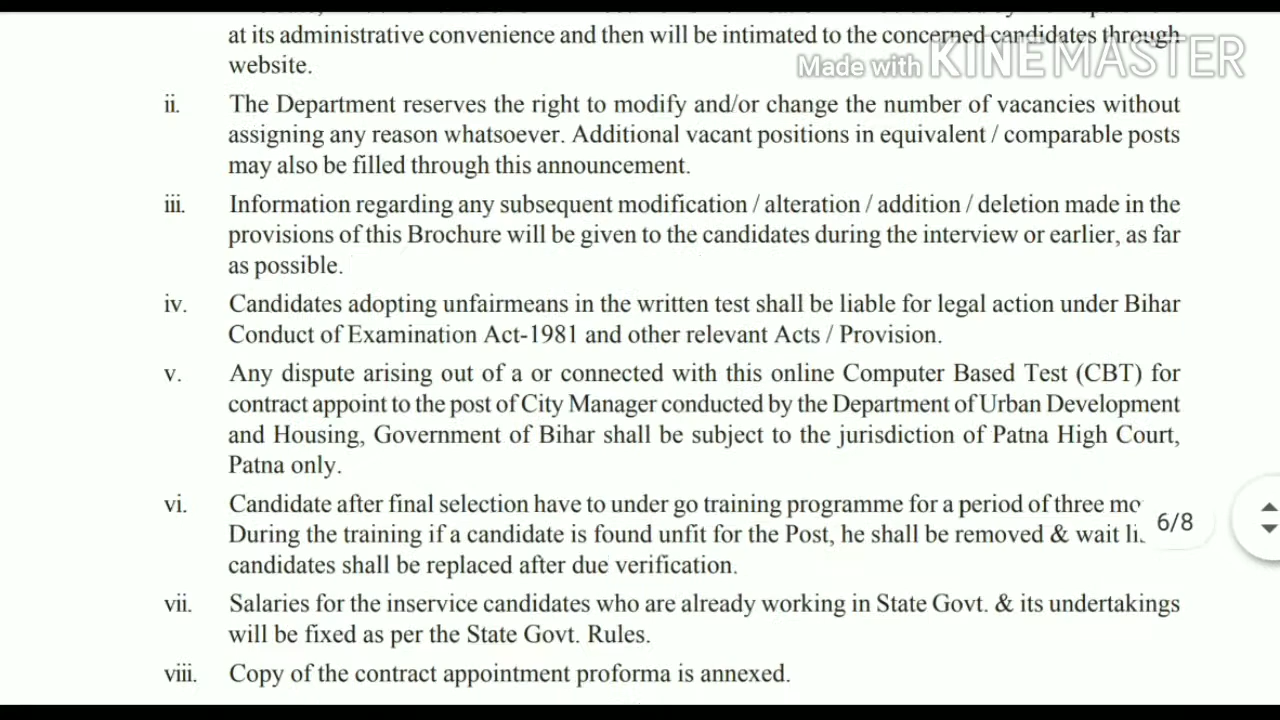 at its administrative convenience and then will be intimated to the concerned candidates through
website.
Made with KINEMASTER
ii. The Department reserves the right to modify and/or change the number of vacancies without
assigning any reason whatsoever. Additional vacant positions in equivalent / comparable posts
may also be filled through this announcement.
iii. Information regarding any subsequent modification / alteration / addition / deletion made in the
provisions of this Brochure will be given to the candidates during the interview or earlier, as far
as possible.
iv. Candidates adopting unfairmeans in the written test shall be liable for legal action under Bihar
Conduct of Examination Act-1981 and other relevant Acts / Provision.
v. Any dispute arising out of a or connected with this online Computer Based Test (CBT) for
contract appoint to the post of City Manager conducted by the Department of Urban Development
and Housing, Government of Bihar shall be subject to the jurisdiction of Patna High Court,
Patna only.
vi. Candidate after final selection have to under go training programme for a period of three
During the training if a candidate is found unfit for the Post, he shall be removed & wait
6/8
candidates shall be replaced after due verification.
vii. Salaries for the inservice candidates who are already working in State Govt. & its undertakings
will be fixed as per the State Govt. Rules.
viii. Copy of the contract appointment proforma is annexed.